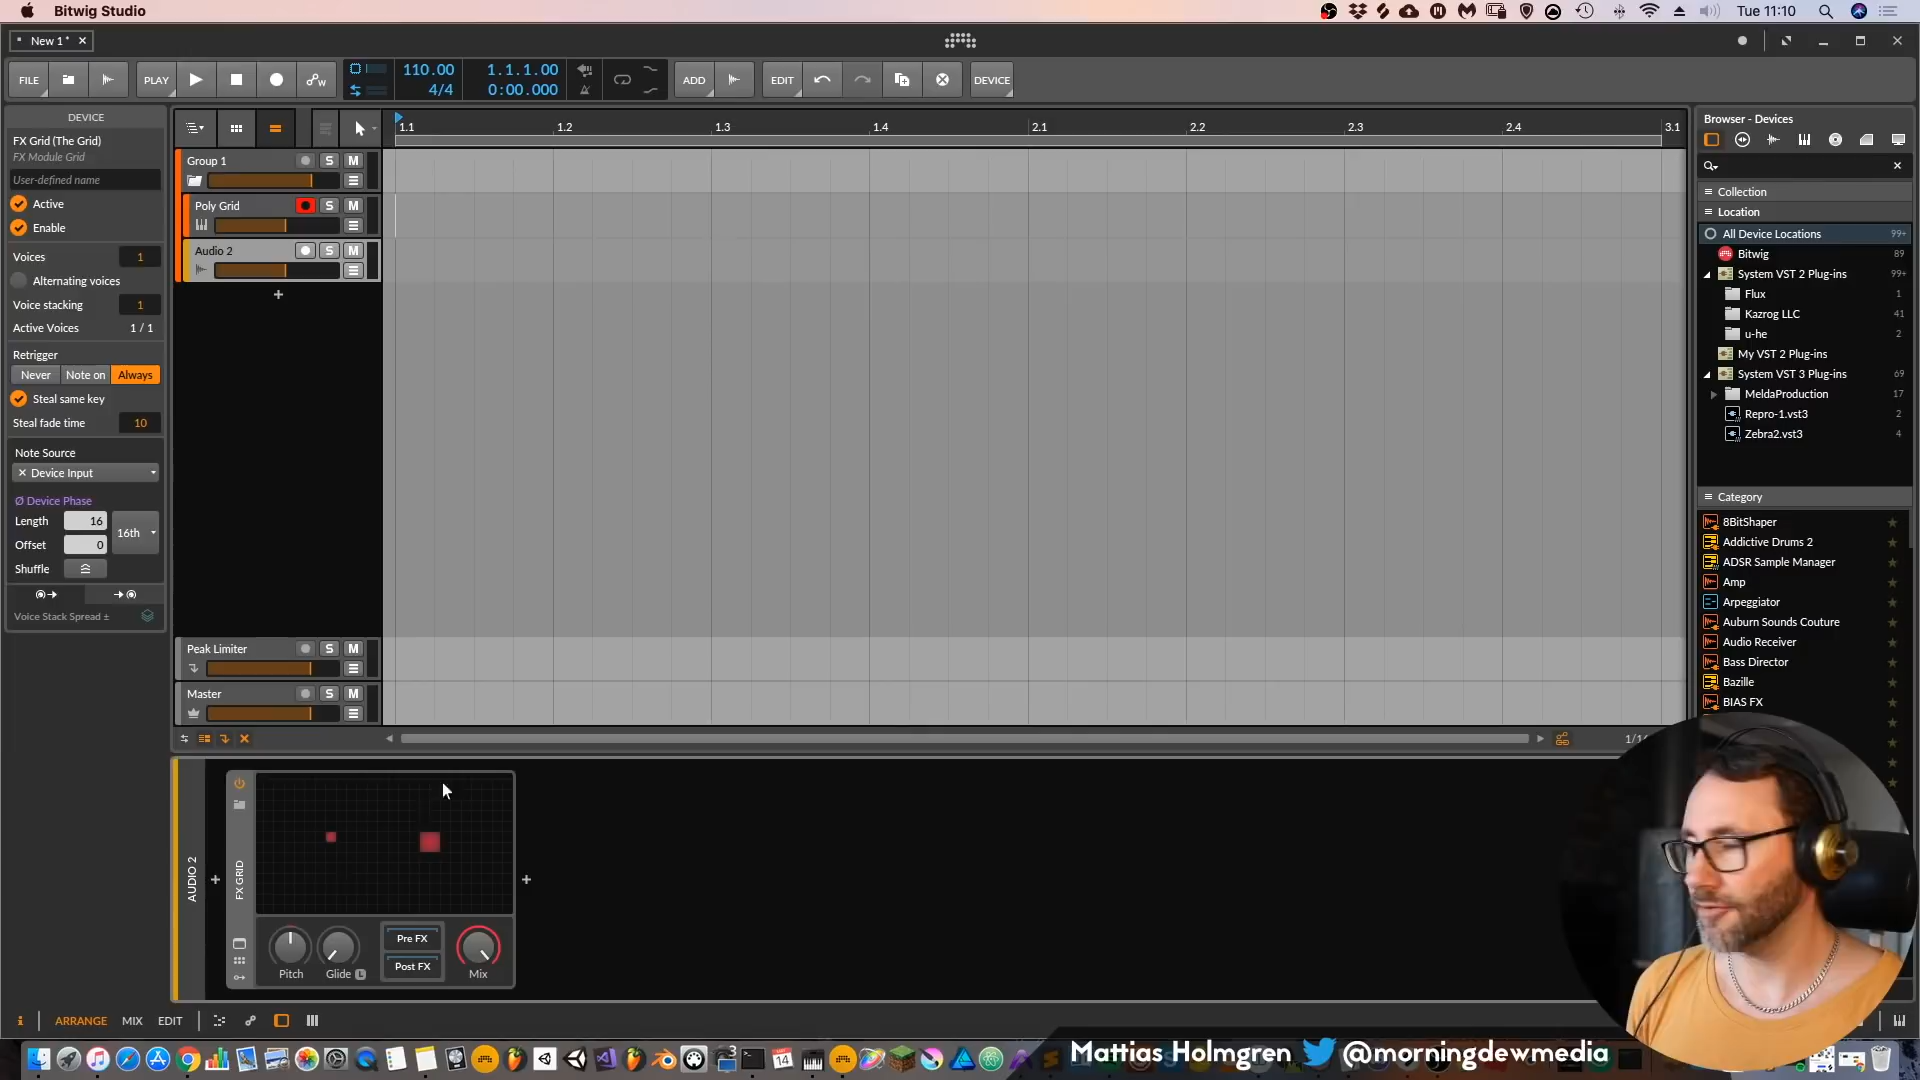 Bitwig Studio
Tue 11:10
New 1*
FILE
PLAY
110.00
4/4
1.1.1.00
0:00.000
ADD
EDIT
DEVICE
DEVICE
FX Grid (The Grid)
FX Module Grid
User-defined name
Active
Enable
Voices 1
Alternating voices
Voice stacking 1
Active Voices 1 / 1
Retrigger
Never Note on Always
Steal same key
Steal fade time 10
Note Source
Device Input
Ø Device Phase
Length 16
16th
Offset 0
Shuffle
Voice Stack Spread ±
1.1 1.2 1.3 1.4 2.1 2.2 2.3 2.4 3.1
Group 1 S M
Poly Grid S M
Audio 2 S M
+
Peak Limiter S M
Master S M
AUDIO 2
FX GRID
Pitch
Glide L
Pre FX
Post FX
Mix
Browser - Devices
Collection
Location
All Device Locations 99+
Bitwig 89
System VST 2 Plug-ins 99+
Flux 1
Kazrog LLC 41
u-he 2
My VST 2 Plug-ins
System VST 3 Plug-ins 69
MeldaProduction 17
Repro-1.vst3 2
Zebra2.vst3 4
Category
8BitShaper
Addictive Drums 2
ADSR Sample Manager
Amp
Arpeggiator
Auburn Sounds Couture
Audio Receiver
Bass Director
Bazille
BIAS FX
i ARRANGE MIX EDIT
Mattias Holmgren @morningdewmedia